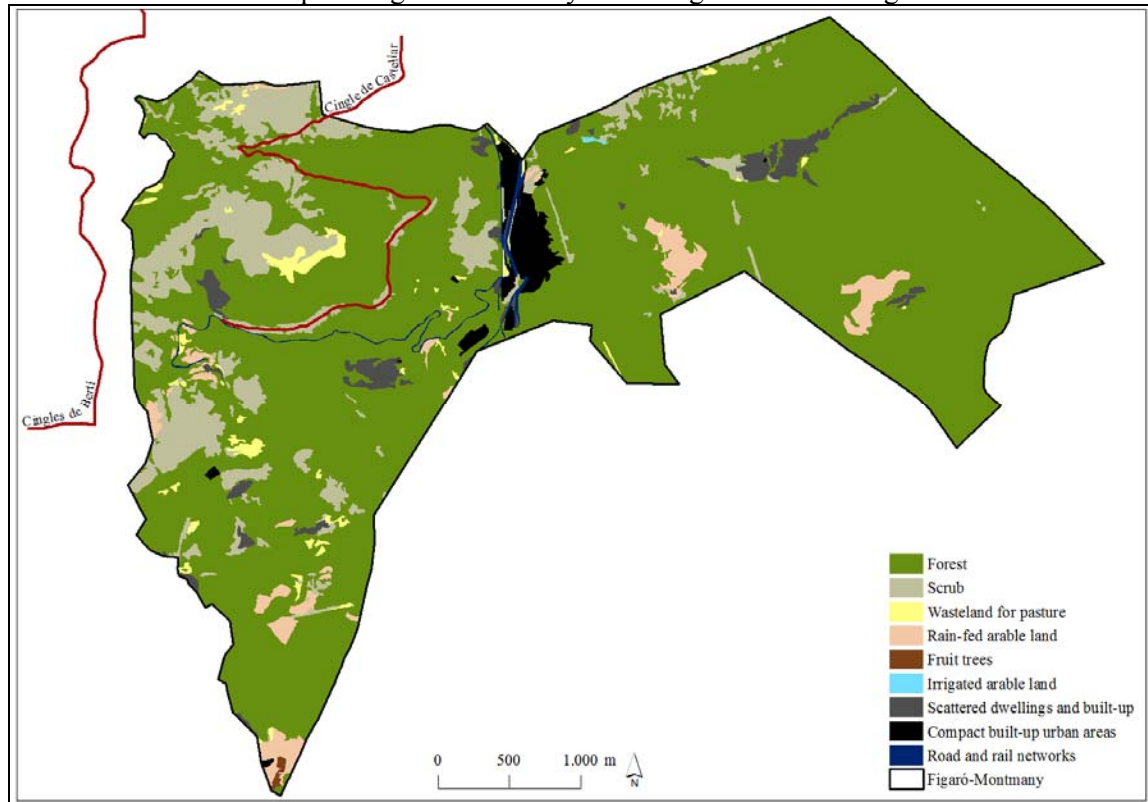 Cingle de Castellar
Cingles de Bertí
Forest
Scrub
Wasteland for pasture
Rain-fed arable land
Fruit trees
Irrigated arable land
Scattered dwellings and built-up
Compact built-up urban areas
Road and rail networks
Figaró-Montmany
0 500 1.000 m
N